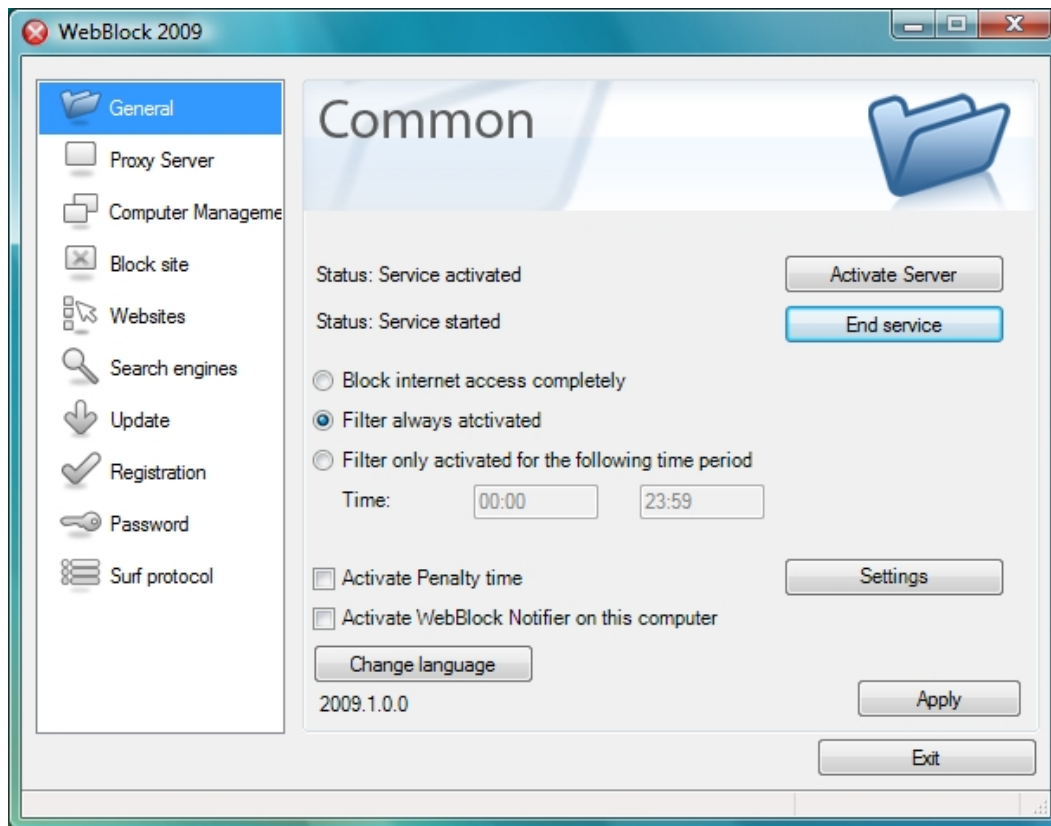 WebBlock 2009
General
Proxy Server
Computer Manageme
Block site
Websites
Search engines
Update
Registration
Password
Surf protocol
Common
Status: Service activated
Activate Server
Status: Service started
End service
Block internet access completely
Filter always atctivated
Filter only activated for the following time period
Time: 00:00 23:59
Activate Penalty time
Settings
Activate WebBlock Notifier on this computer
Change language
2009.1.0.0
Apply
Exit